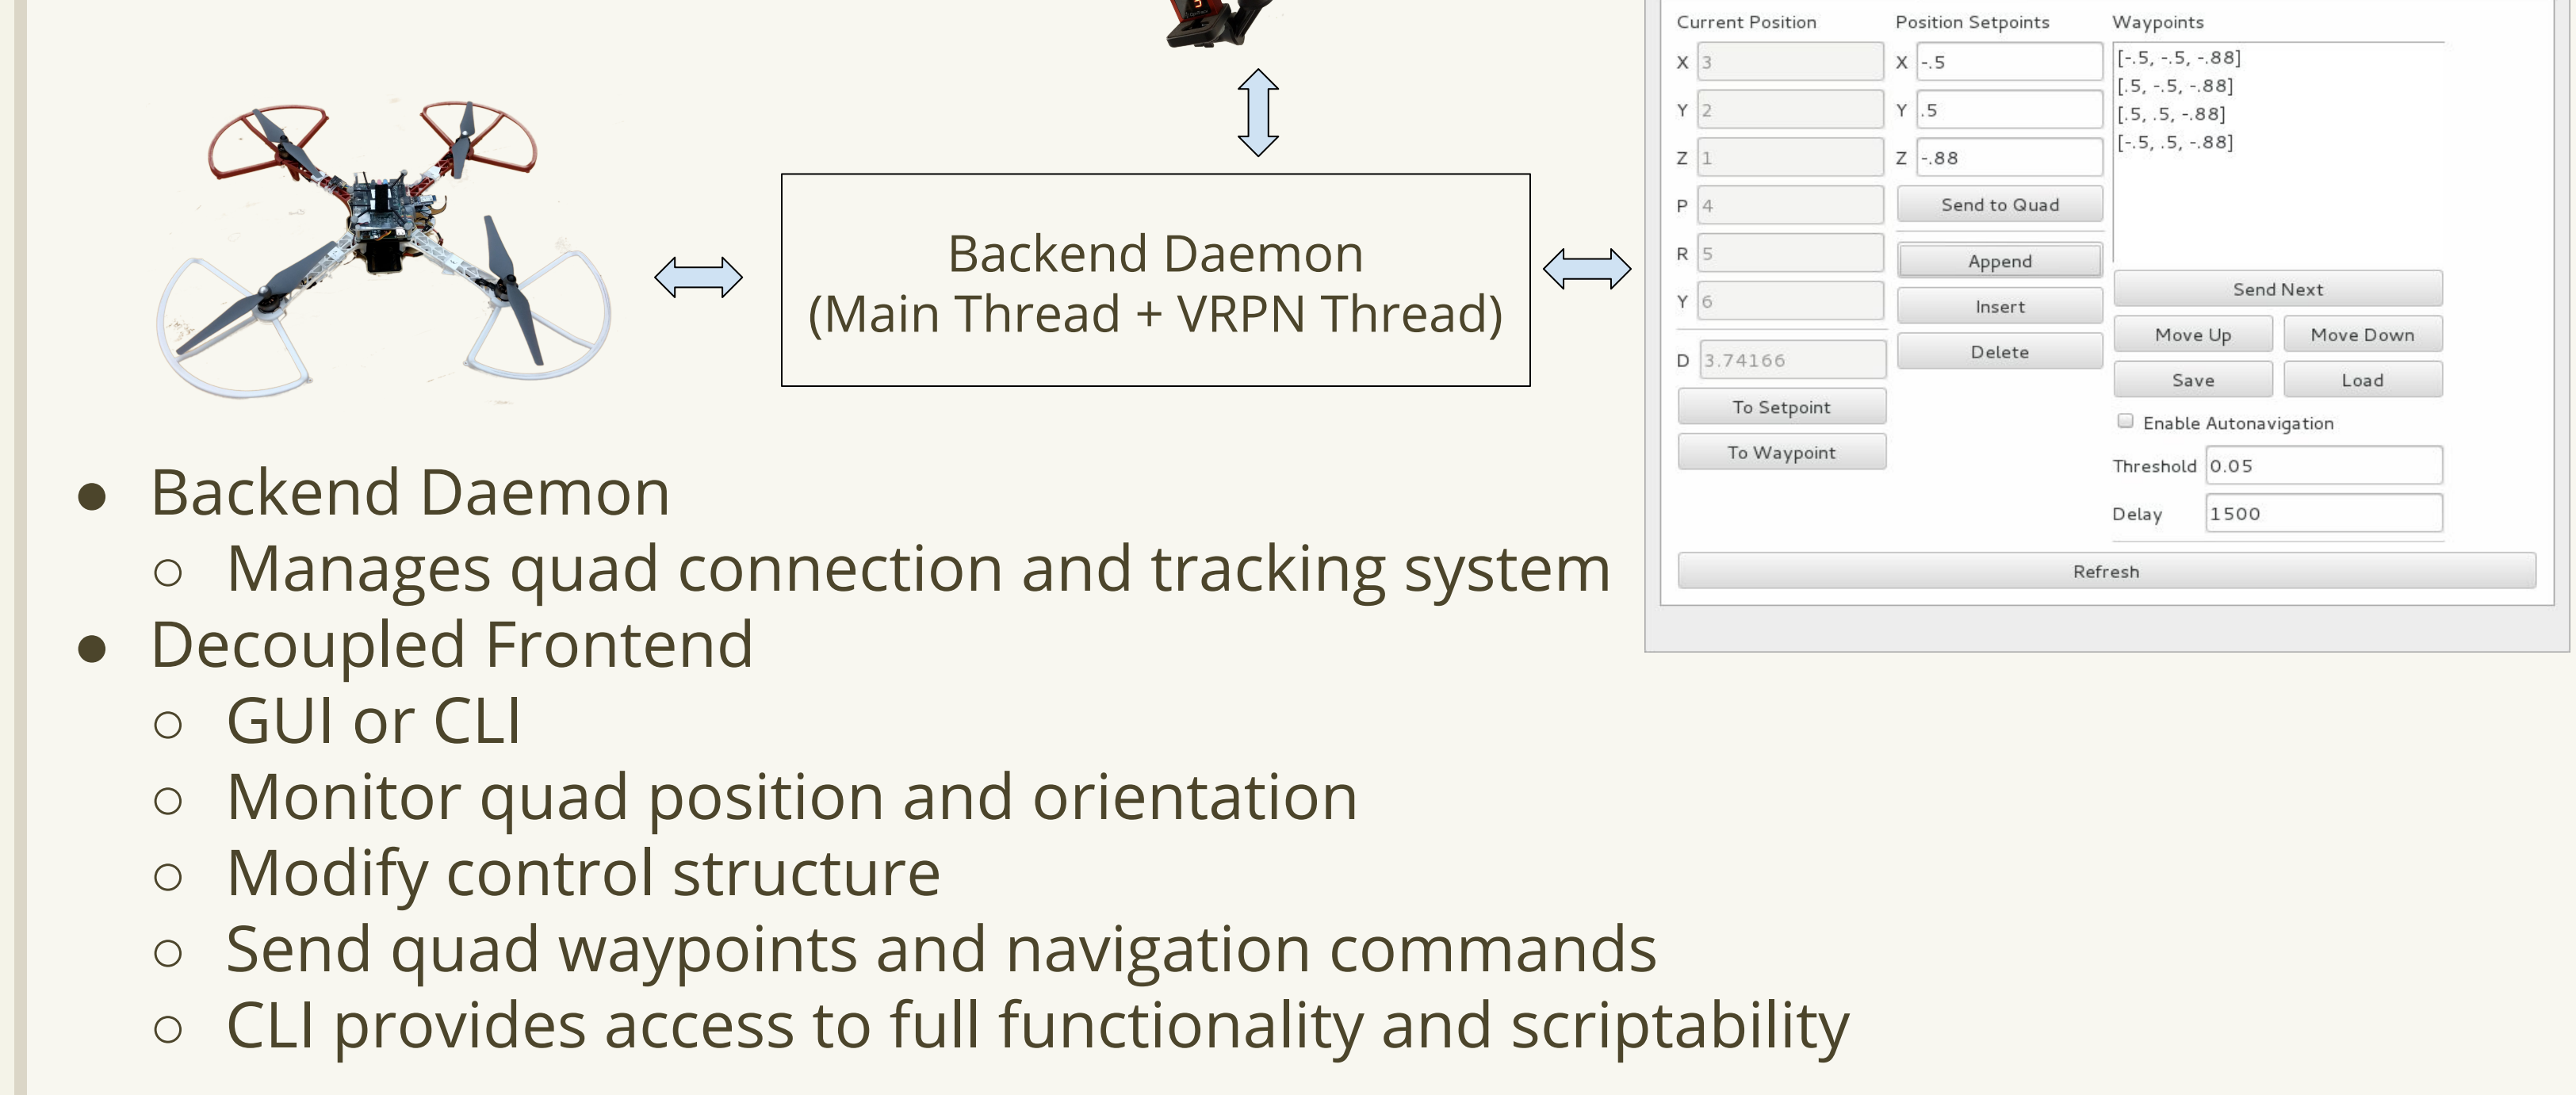 Current Position
X 3
Y 2
Z 1
P 4
R 5
Y 6
D 3.74166
To Setpoint
To Waypoint
Position Setpoints
X -.5
Y .5
Z -.88
Send to Quad
Append
Insert
Delete
Waypoints
[-.5, -.5, -.88]
[.5, -.5, -.88]
[.5, .5, -.88]
[-.5, .5, -.88]
Send Next
Move Up Move Down
Save Load
Enable Autonavigation
Threshold 0.05
Delay 1500
Refresh
Backend Daemon
(Main Thread + VRPN Thread)
● Backend Daemon
○ Manages quad connection and tracking system
● Decoupled Frontend
○ GUI or CLI
○ Monitor quad position and orientation
○ Modify control structure
○ Send quad waypoints and navigation commands
○ CLI provides access to full functionality and scriptability